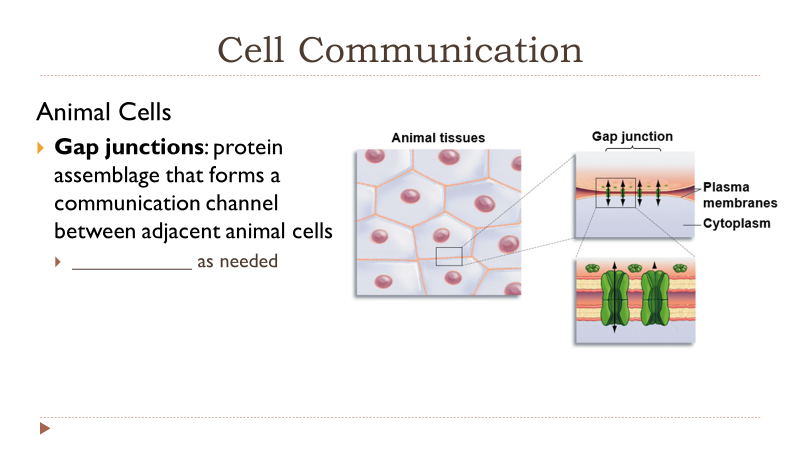 Cell Communication
Animal Cells
Gap junctions: protein
assemblage that forms a
communication channel
between adjacent animal cells
____________ as needed
Animal tissues
Gap junction
Plasma
membranes
Cytoplasm